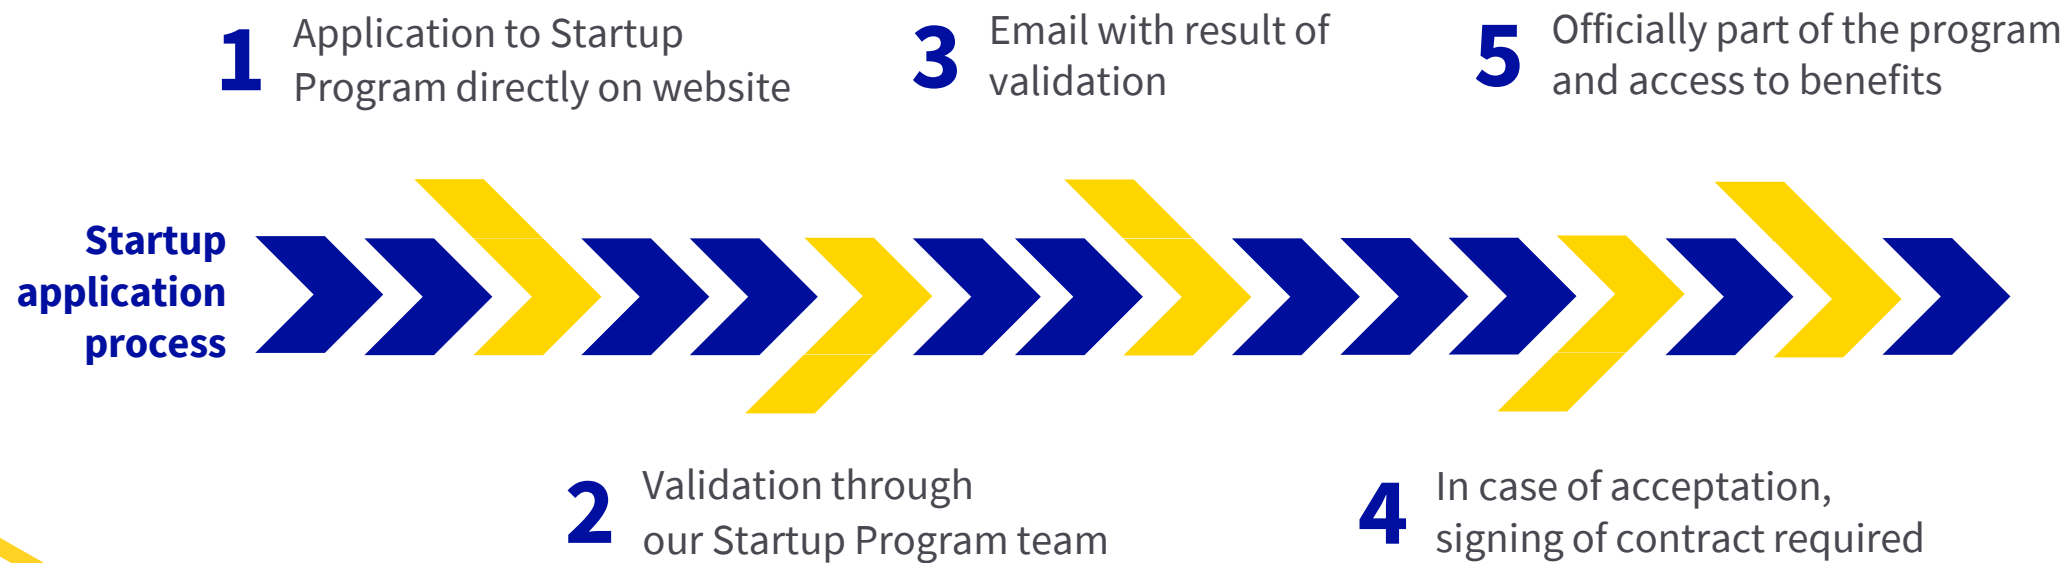 1
Application to Startup
Program directly on website
3
Email with result of
validation
5
Officially part of the program
and access to benefits
Startup
application
process
2
Validation through
our Startup Program team
4
In case of acceptation,
signing of contract required